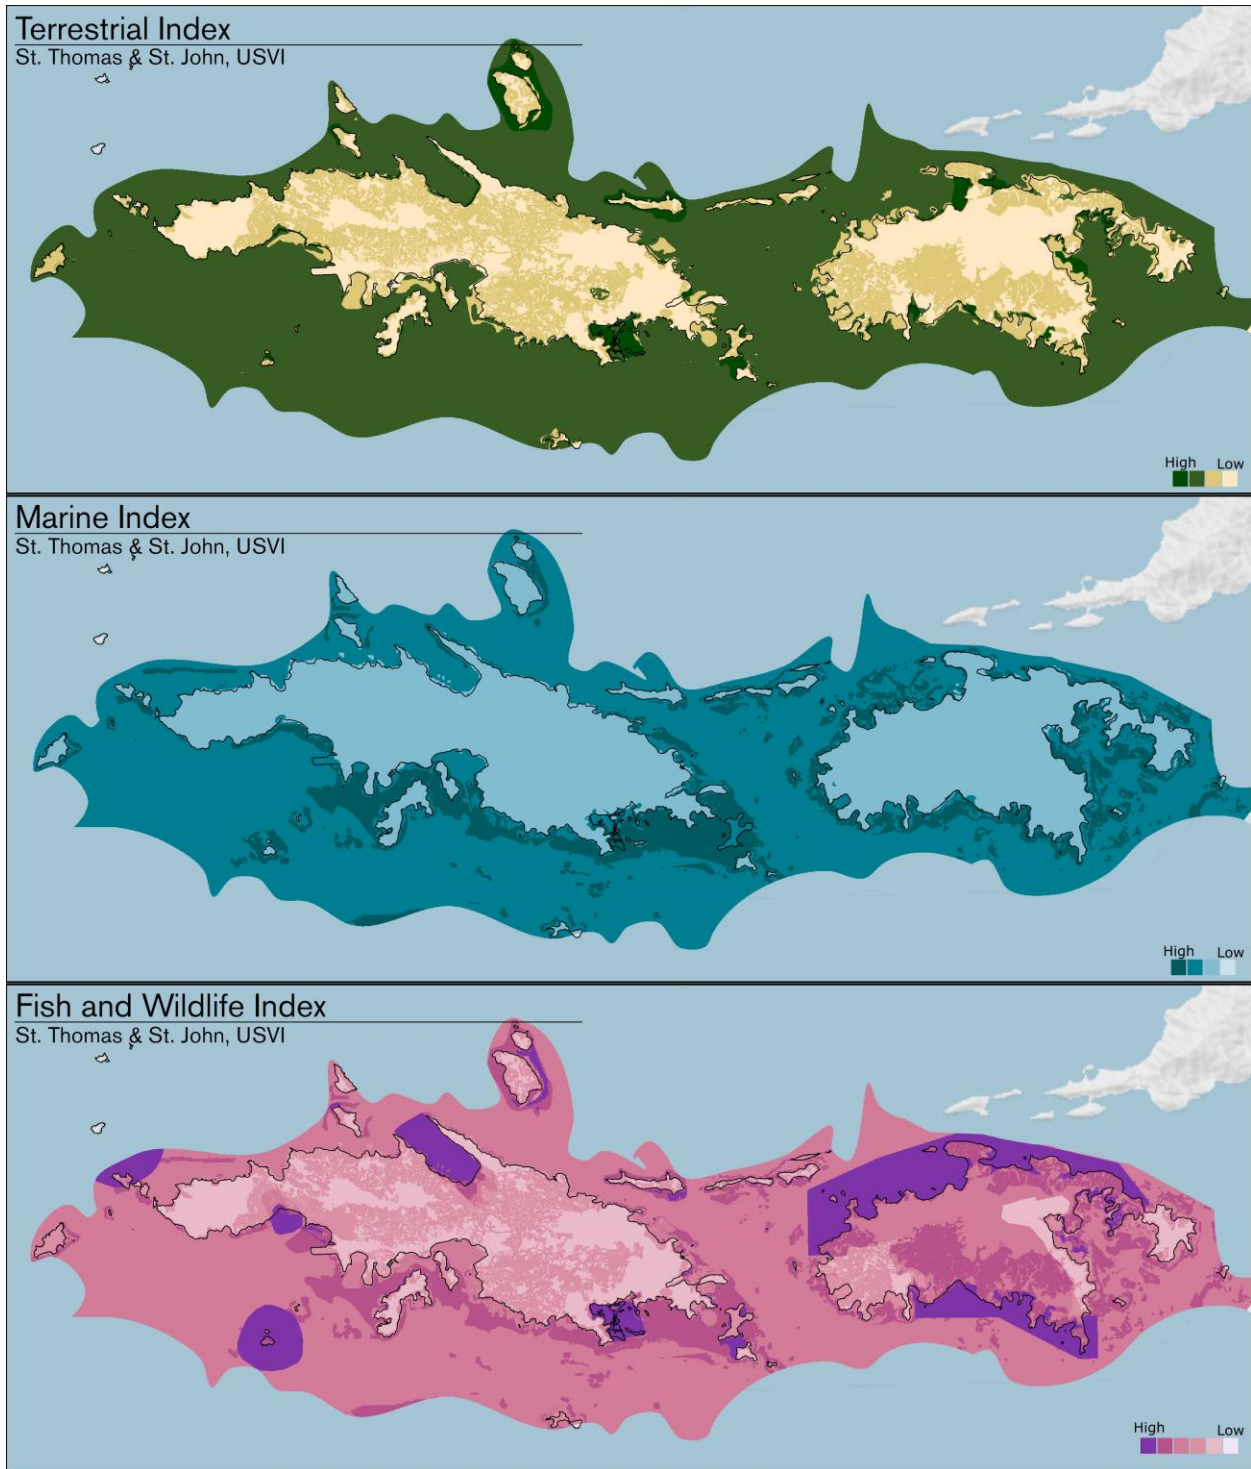 Terrestrial Index
St. Thomas & St. John, USVI
High Low
Marine Index
St. Thomas & St. John, USVI
High Low
Fish and Wildlife Index
St. Thomas & St. John, USVI
High Low